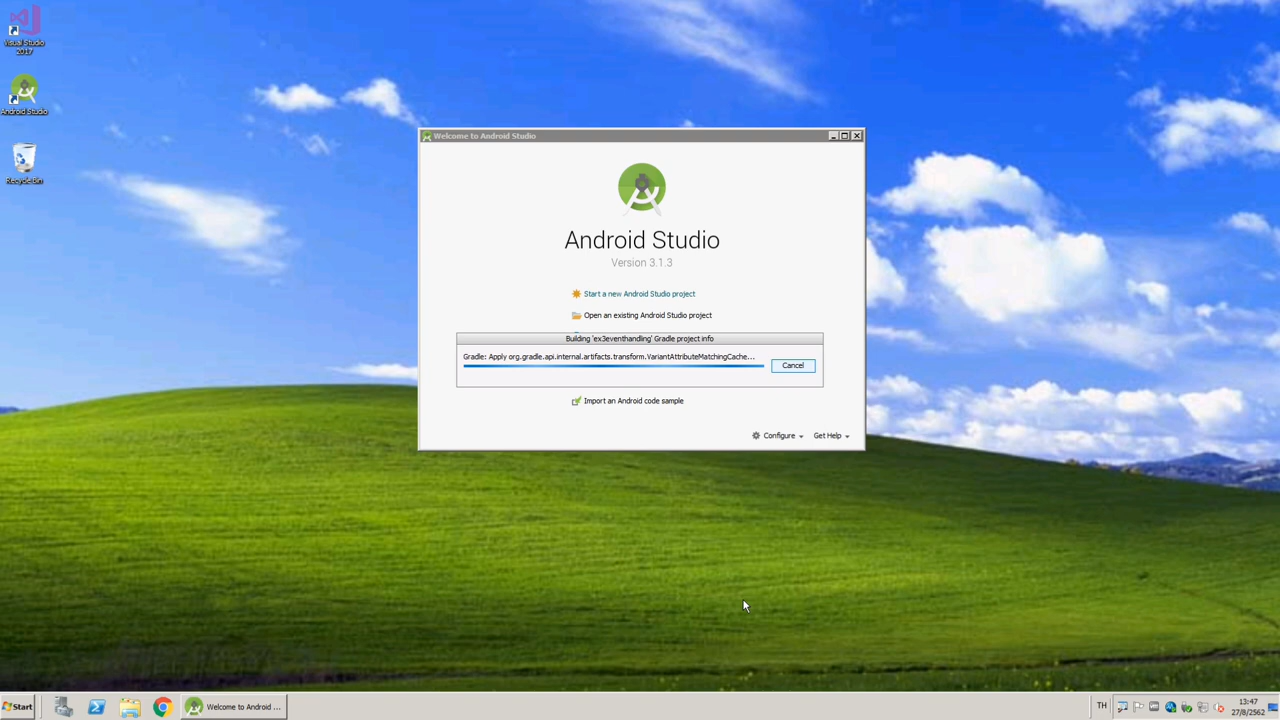 Visual Studio
2017
Android Studio
Recycle Bin
Welcome to Android Studio
Android Studio
Version 3.1.3
Start a new Android Studio project
Open an existing Android Studio project
Building 'ex3eventhandling' Gradle project info
Gradle: Apply org.gradle.api.internal.artifacts.transform.VariantAttributeMatchingCache...
Cancel
Import an Android code sample
Configure
Get Help
Start
Welcome to Android ...
TH
13:47
27/8/2562